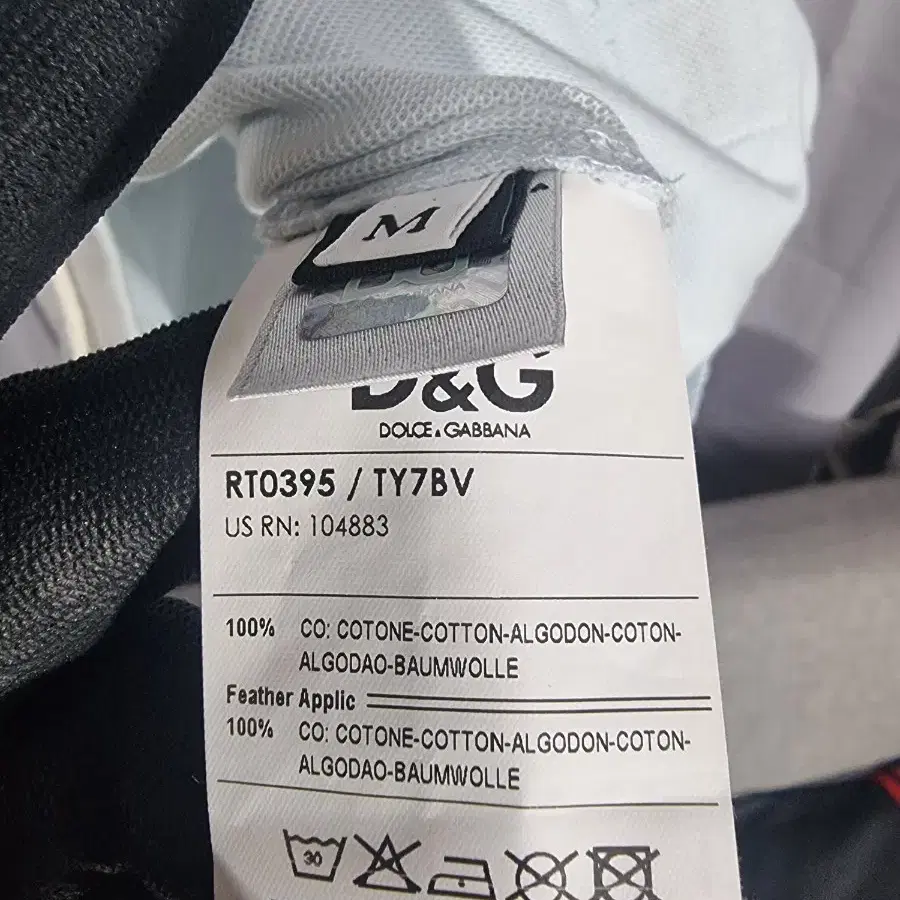 M
D&G
DOLCE & GABBANA
RT0395 / TY7BV
US RN: 104883
100% CO: COTONE-COTTON-ALGODON-COTON-
ALGODAO-BAUMWOLLE
Feather Applic
100% CO: COTONE-COTTON-ALGODON-COTON-
ALGODAO-BAUMWOLLE
30